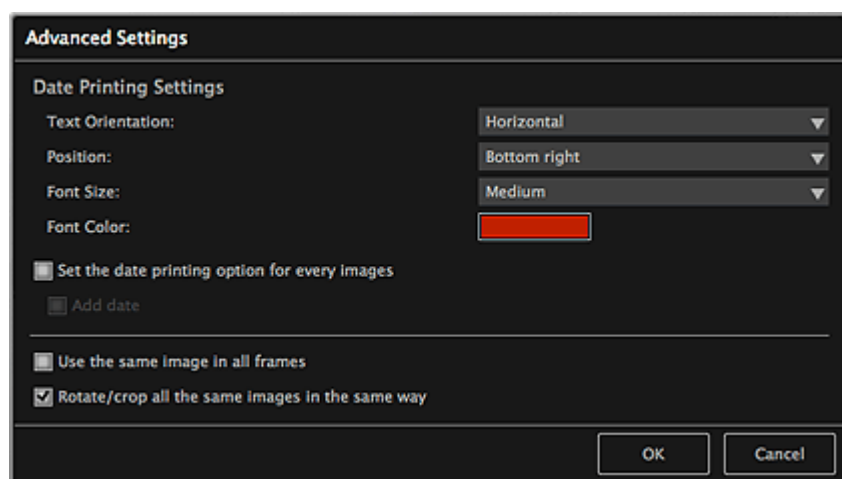 Advanced Settings
Date Printing Settings
Text Orientation: Horizontal
Position: Bottom right
Font Size: Medium
Font Color:
Set the date printing option for every images
Add date
Use the same image in all frames
Rotate/crop all the same images in the same way
OK Cancel